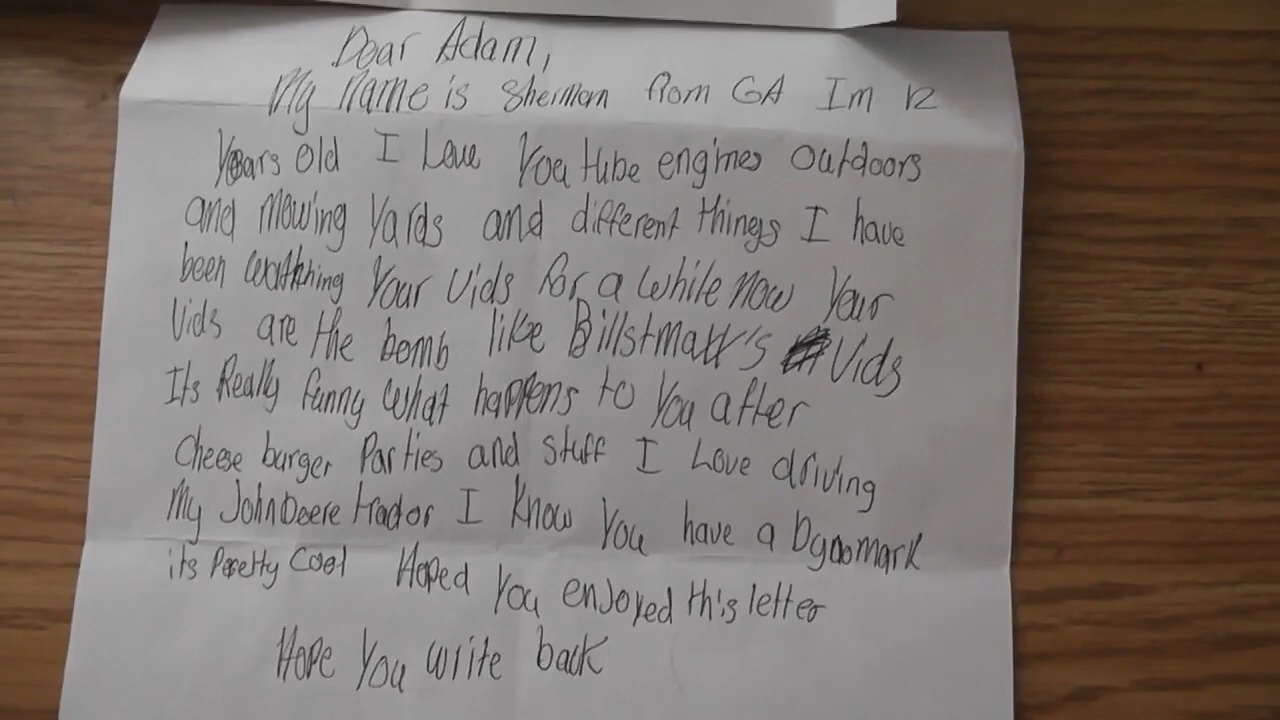 Dear Adam,
My Name is Sherman from GA Im 12
Years Old I Love You tube engines Outdoors
and Mowing Yards and different things I have
been watching Your Vids for a while now Your
Vids are the bomb like Billstmatt's Vids
Its Really funny what happens to You after
Cheese burger Parties and stuff I Love driving
My JohnDeere tractor I Know You have a Dynomark
its Pretty Cool Hoped You enjoyed this letter
Hope You write back